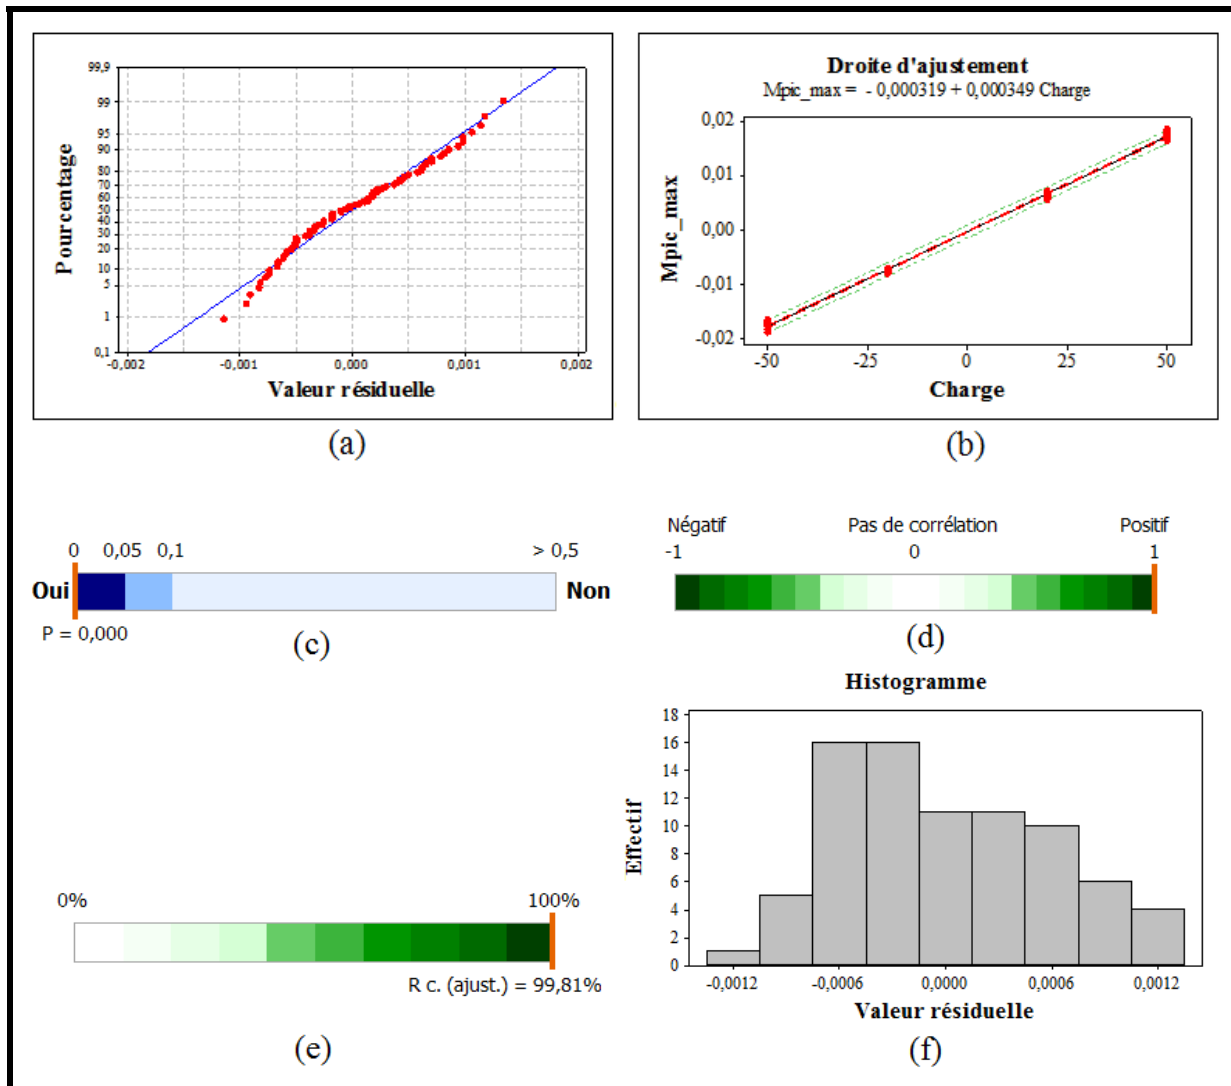 99,9
99
95
90
80
70
60
50
40
30
20
10
5
1
0,1
Pourcentage
-0,002
-0,001
0,000
0,001
0,002
Valeur résiduelle
(a)
Droite d'ajustement
Mpic_max = - 0,000319 + 0,000349 Charge
0,02
0,01
0,00
-0,01
-0,02
Mpic_max
-50
-25
0
25
50
Charge
(b)
0 0,05 0,1 > 0,5
Oui Non
P = 0,000
(c)
Négatif Pas de corrélation Positif
-1 0 1
(d)
0% 100%
R c. (ajust.) = 99,81%
(e)
Histogramme
18
16
14
12
10
8
6
4
2
0
Effectif
-0,0012
-0,0006
0,0000
0,0006
0,0012
Valeur résiduelle
(f)